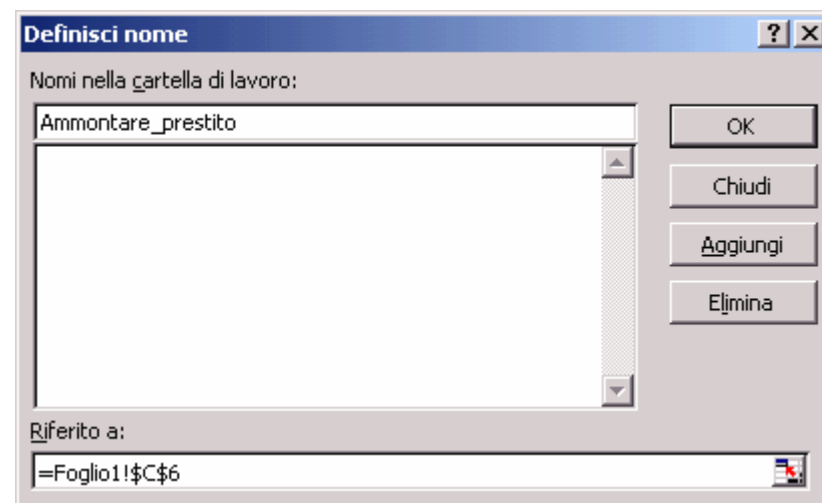 Definisci nome
Nomi nella cartella di lavoro:
Ammontare_prestito
OK
Chiudi
Aggiungi
Elimina
Riferito a:
=Foglio1!$C$6